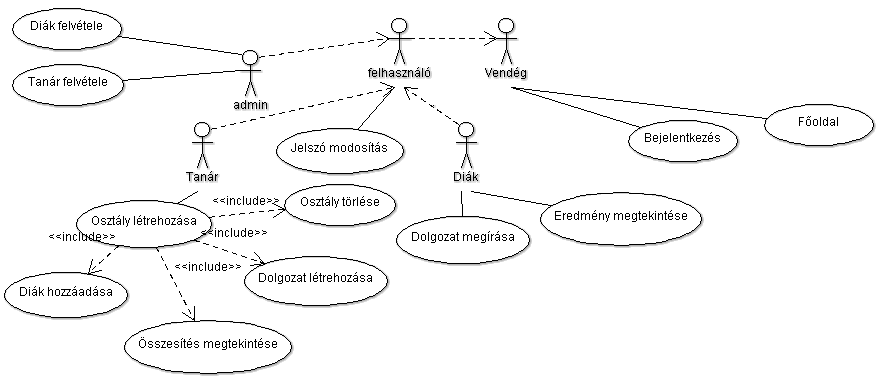 Diák felvétele
Tanár felvétele
admin
felhasználó
Vendég
Főoldal
Bejelentkezés
Jelszó modosítás
Tanár
Diák
<<include>>
Osztály törlése
Osztály létrehozása
<<include>>
<<include>>
Eredmény megtekintése
Dolgozat megírása
<<include>>
Dolgozat létrehozása
Diák hozzáadása
Összesítés megtekintése